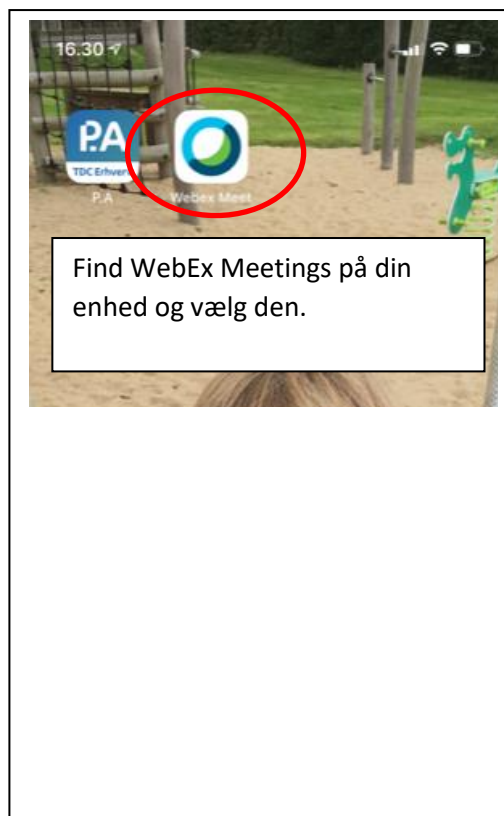 16.30
P.A
TDC Erhverv
P.A
Webex Meet
Find WebEx Meetings på din
enhed og vælg den.